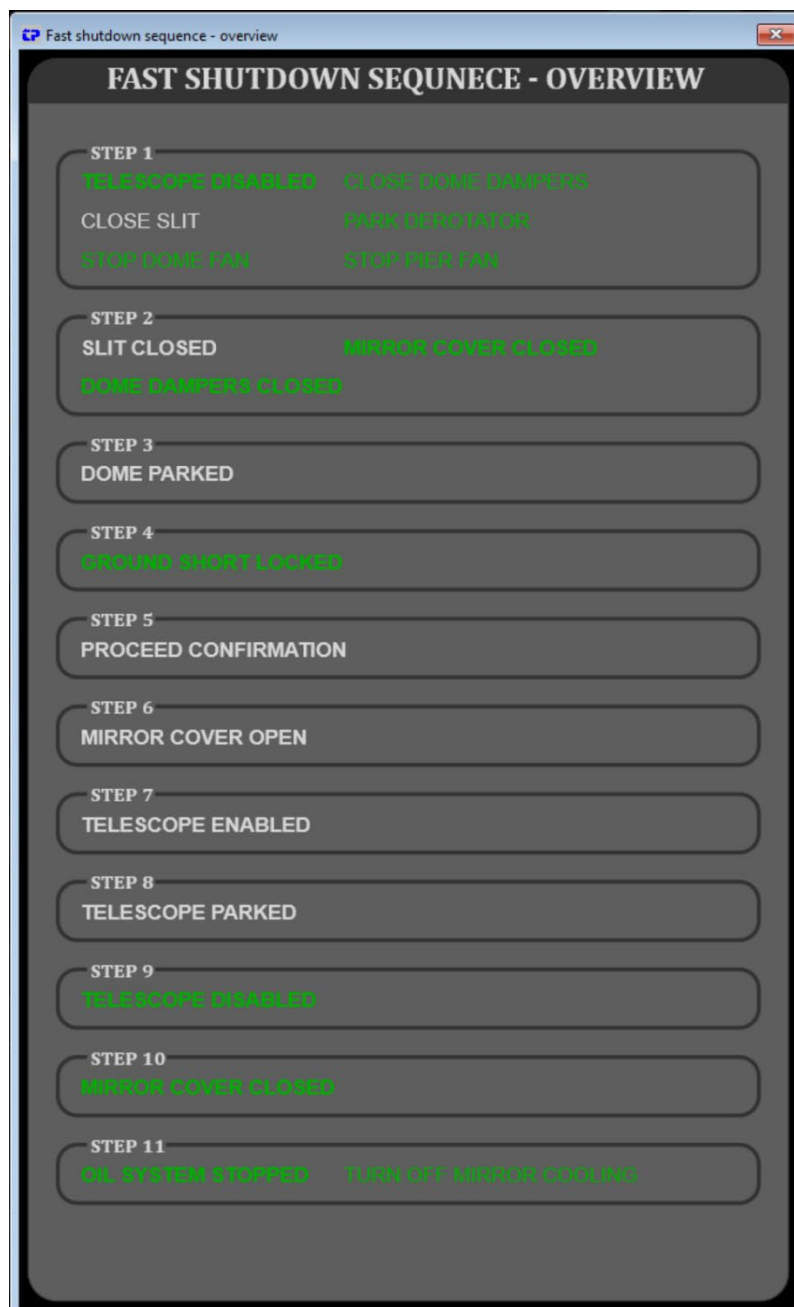 CP Fast shutdown sequence - overview
FAST SHUTDOWN SEQUNECE - OVERVIEW
STEP 1
TELESCOPE DISABLED CLOSE DOME DAMPERS
CLOSE SLIT PARK DEROTATOR
STOP DOME FAN STOP PIER FAN
STEP 2
SLIT CLOSED MIRROR COVER CLOSED
DOME DAMPERS CLOSED
STEP 3
DOME PARKED
STEP 4
GROUND SHORT LOCKED
STEP 5
PROCEED CONFIRMATION
STEP 6
MIRROR COVER OPEN
STEP 7
TELESCOPE ENABLED
STEP 8
TELESCOPE PARKED
STEP 9
TELESCOPE DISABLED
STEP 10
MIRROR COVER CLOSED
STEP 11
OIL SYSTEM STOPPED TURN OFF MIRROR COOLING